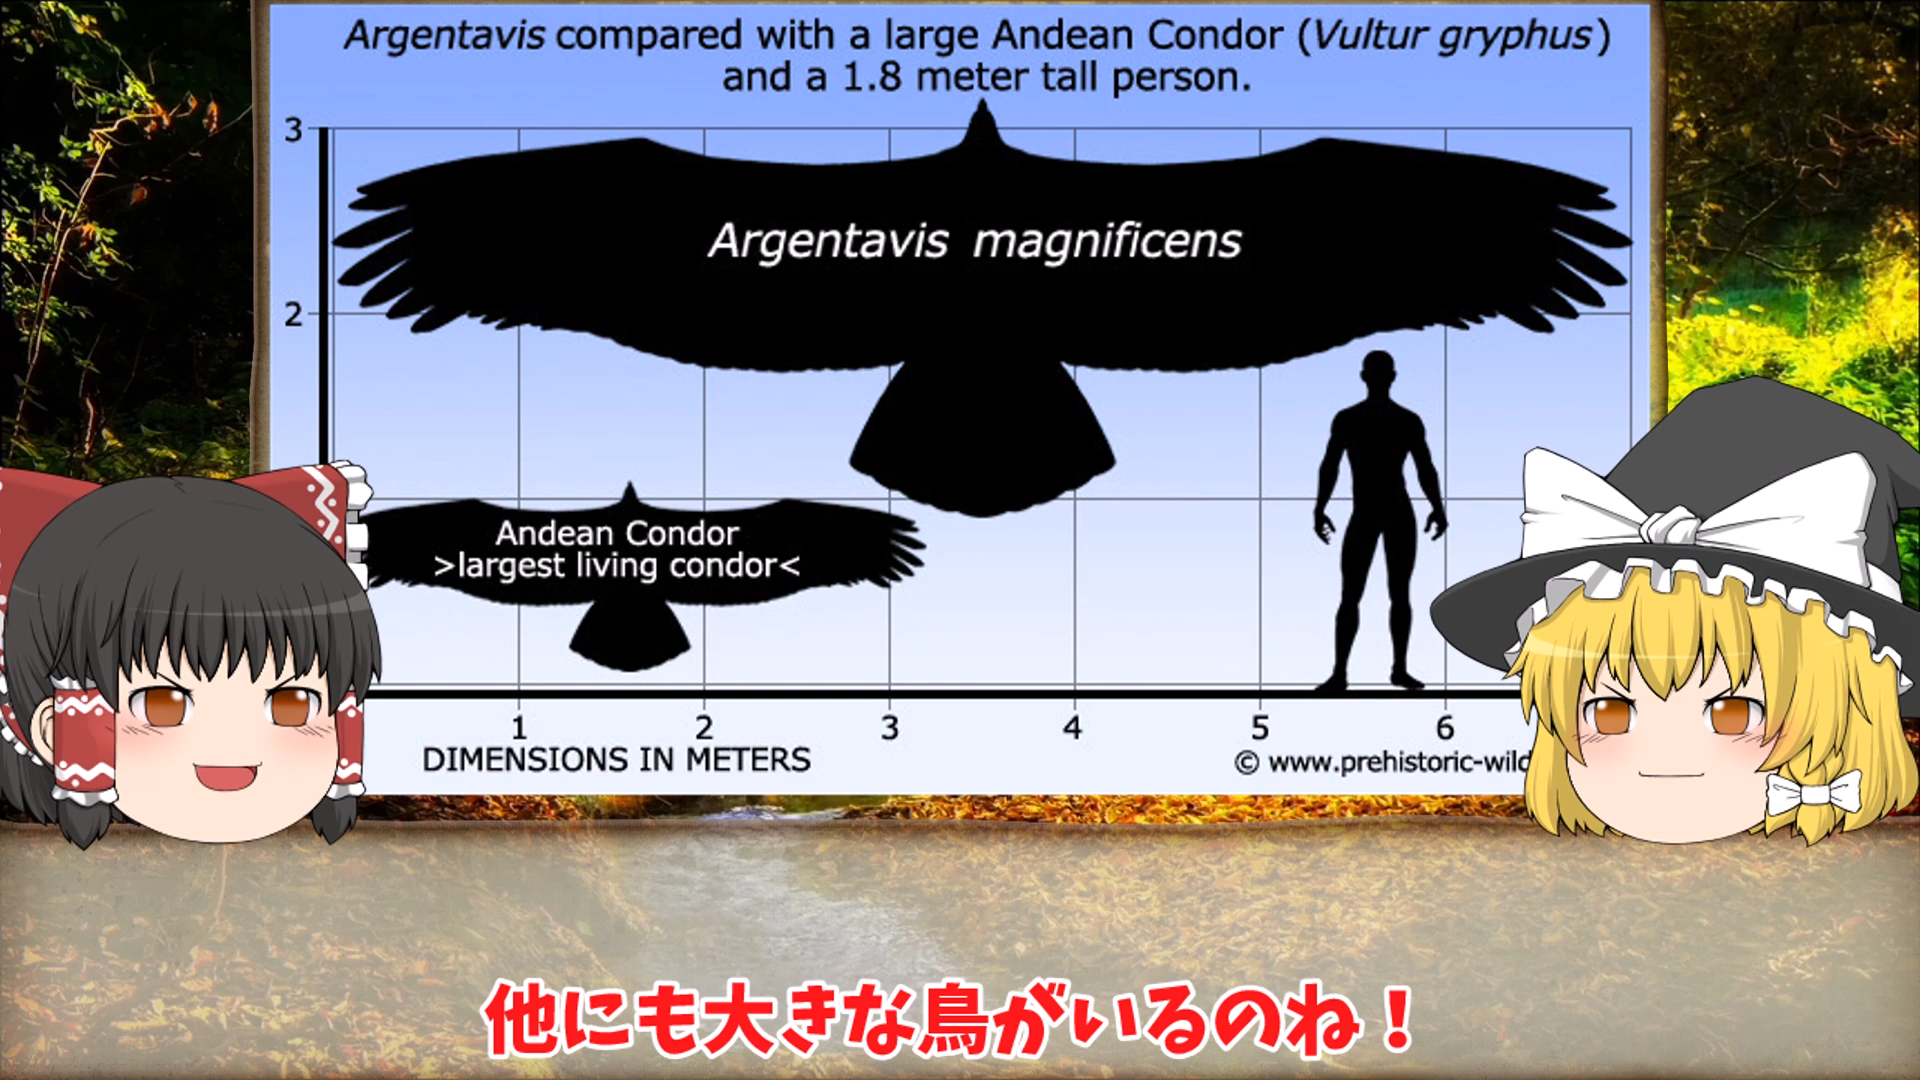 Argentavis compared with a large Andean Condor (Vultur gryphus)
and a 1.8 meter tall person.
3
Argentavis magnificens
2
Andean Condor
>largest living condor<
1 2 3 4 5 6
DIMENSIONS IN METERS
© www.prehistoric-wild
他にも大きな鳥がいるのね！